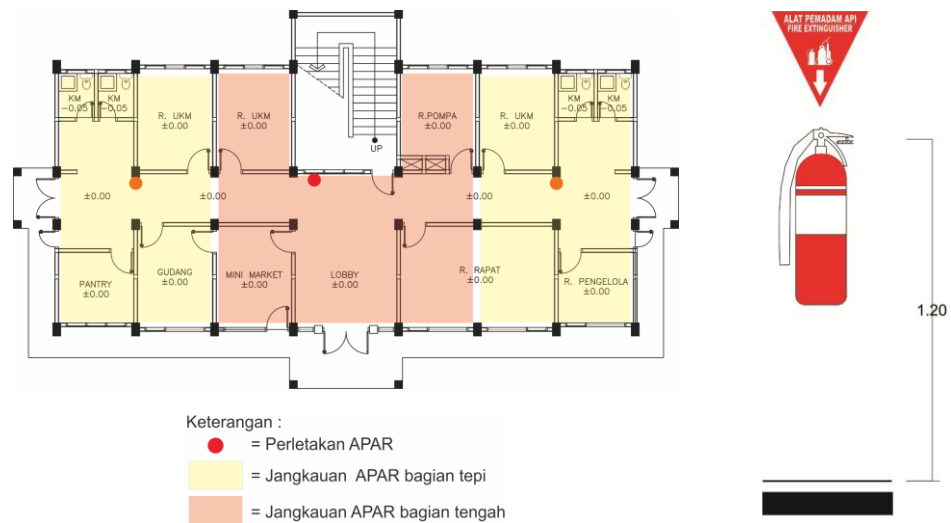 ALAT PEMADAM API
FIRE EXTINGUISHER
KM
-0.05
KM
-0.05
R. UKM
±0.00
R. UKM
±0.00
R.POMPA
±0.00
R. UKM
±0.00
KM
-0.05
KM
-0.05
UP
±0.00
±0.00
±0.00
±0.00
PANTRY
±0.00
GUDANG
±0.00
MINI MARKET
±0.00
LOBBY
±0.00
R. RAPAT
±0.00
R. PENGELOLA
±0.00
1.20
Keterangan :
= Perletakan APAR
= Jangkauan APAR bagian tepi
= Jangkauan APAR bagian tengah